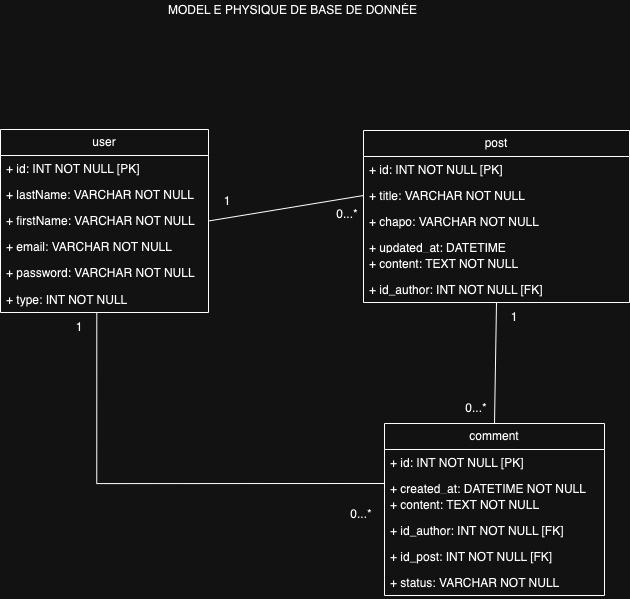 MODEL E PHYSIQUE DE BASE DE DONNÉE
user
+ id: INT NOT NULL [PK]
+ lastName: VARCHAR NOT NULL
+ firstName: VARCHAR NOT NULL
+ email: VARCHAR NOT NULL
+ password: VARCHAR NOT NULL
+ type: INT NOT NULL
1
0...*
post
+ id: INT NOT NULL [PK]
+ title: VARCHAR NOT NULL
+ chapo: VARCHAR NOT NULL
+ updated_at: DATETIME
+ content: TEXT NOT NULL
+ id_author: INT NOT NULL [FK]
1
1
0...*
0...*
comment
+ id: INT NOT NULL [PK]
+ created_at: DATETIME NOT NULL
+ content: TEXT NOT NULL
+ id_author: INT NOT NULL [FK]
+ id_post: INT NOT NULL [FK]
+ status: VARCHAR NOT NULL